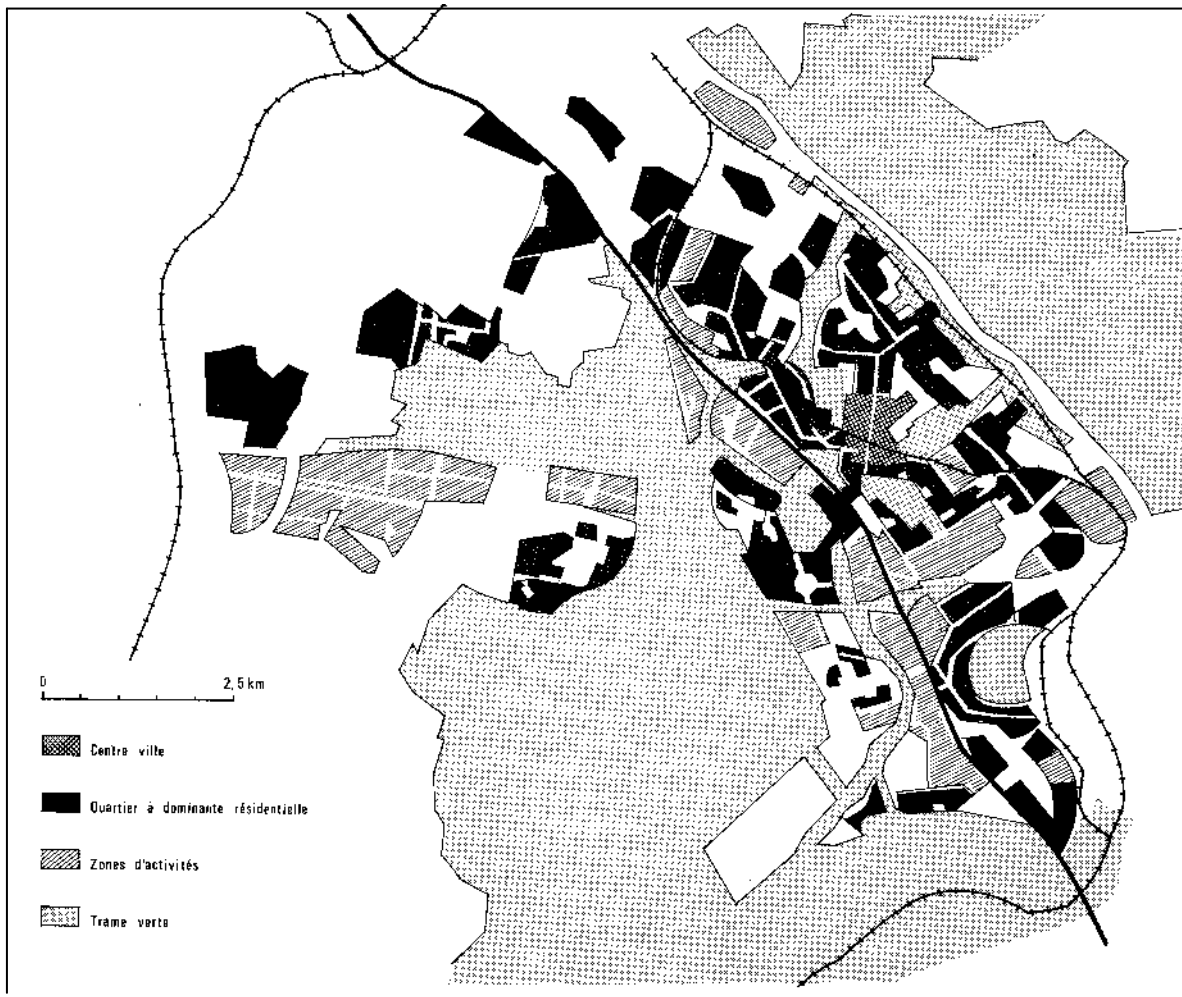 0 2,5 km
Centre ville
Quartier à dominante résidentielle
Zones d'activités
Trame verte